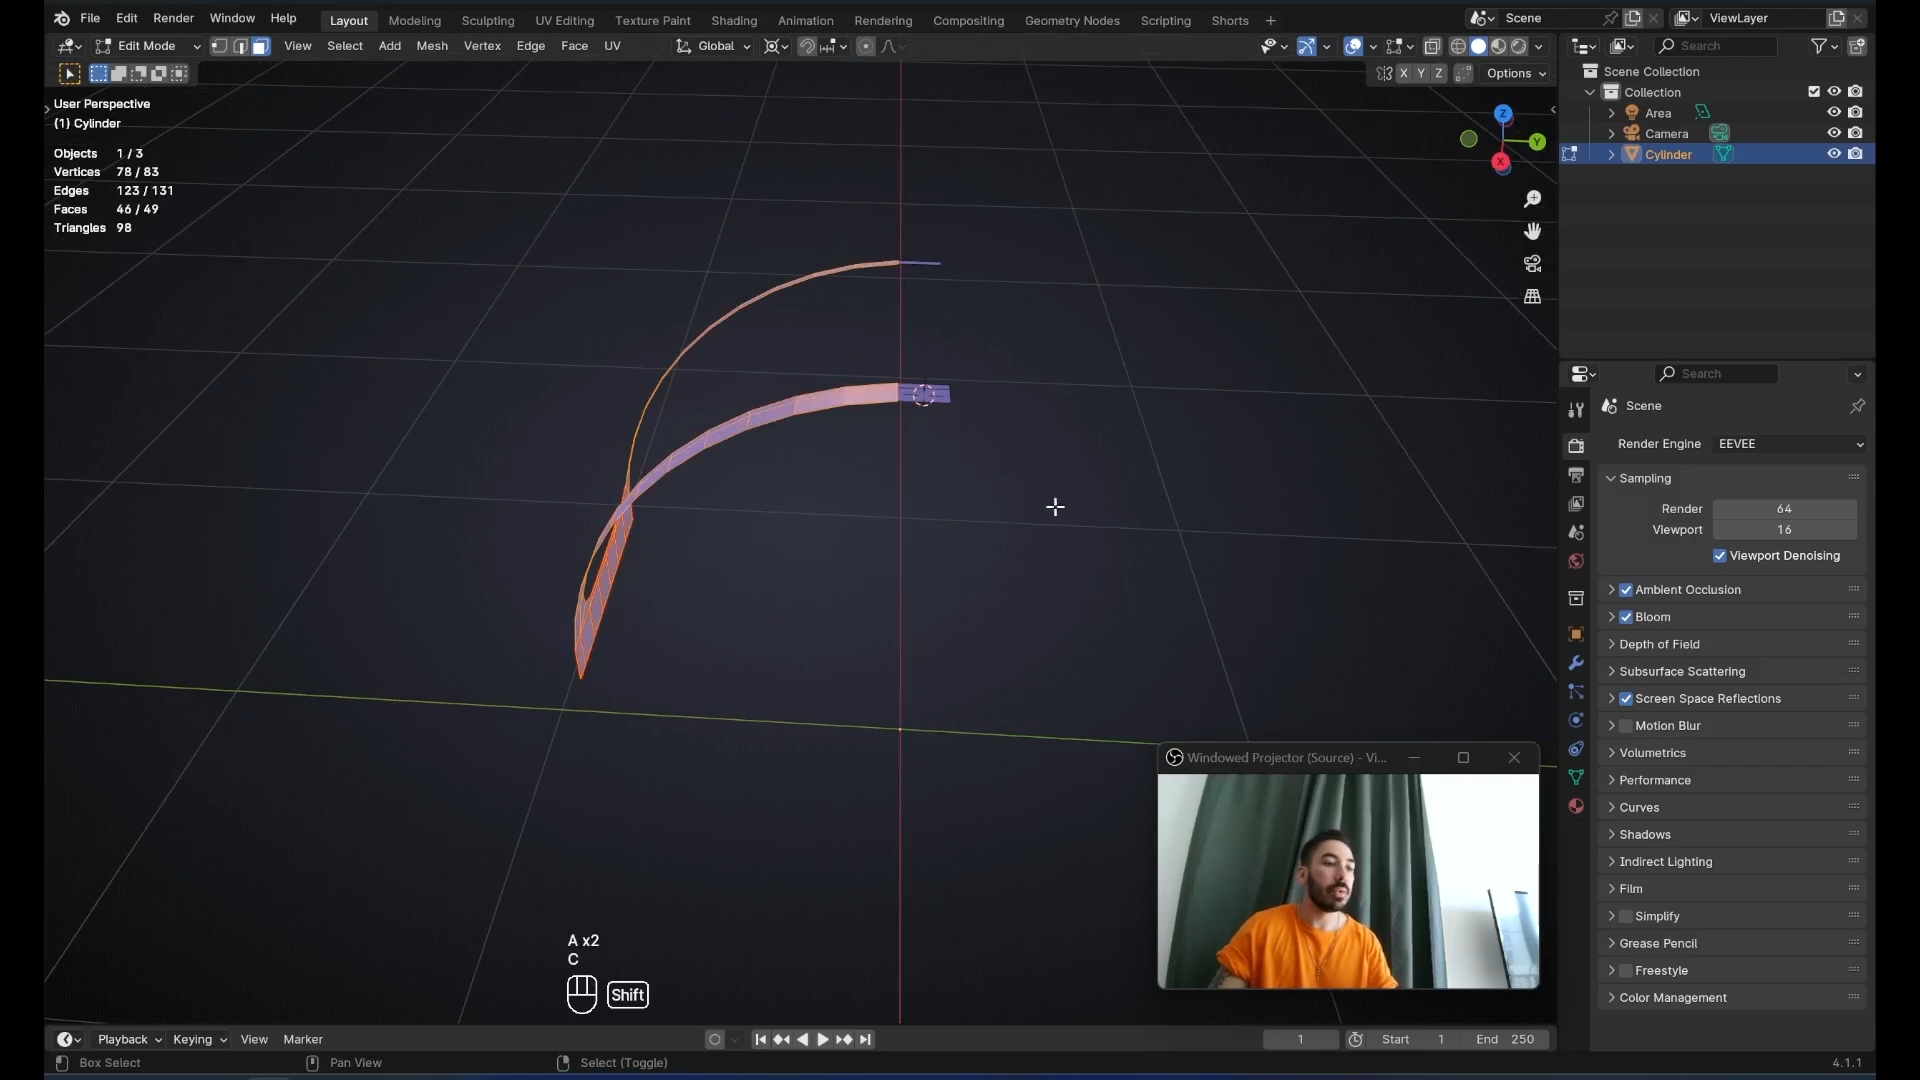 File Edit Render Window Help Layout Modeling Sculpting UV Editing Texture Paint Shading Animation Rendering Compositing Geometry Nodes Scripting Shorts + Scene ViewLayer
Edit Mode View Select Add Mesh Vertex Edge Face UV Global Search
X Y Z Options
Scene Collection
Collection
Area
Camera
Cylinder
User Perspective
(1) Cylinder
Objects 1 / 3
Vertices 78 / 83
Edges 123 / 131
Faces 46 / 49
Triangles 98
Z
Y
X
Search
Scene
Render Engine EEVEE
Sampling
Render 64
Viewport 16
Viewport Denoising
Ambient Occlusion
Bloom
Depth of Field
Subsurface Scattering
Screen Space Reflections
Motion Blur
Volumetrics
Performance
Curves
Shadows
Indirect Lighting
Film
Simplify
Grease Pencil
Freestyle
Color Management
Windowed Projector (Source) - Vi...
A x2
C
Shift
Playback Keying View Marker 1 Start 1 End 250
Box Select Pan View Select (Toggle) 4.1.1